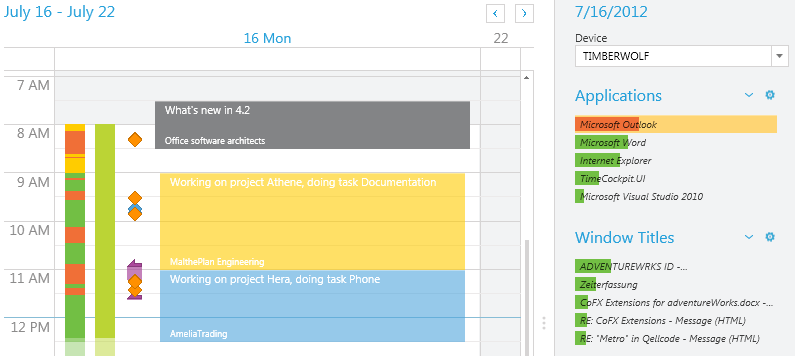 July 16 - July 22
16 Mon
22
7 AM
What's new in 4.2
8 AM
Office software architects
9 AM
Working on project Athene, doing task Documentation
10 AM
MafthePlan Engineering
11 AM
Working on project Hera, doing task Phone
12 PM
AmeliaTrading
7/16/2012
Device
TIMBERWOLF
Applications
Microsoft Outlook
Microsoft Word
Internet Explorer
TimeCockpit.UI
Microsoft Visual Studio 2010
Window Titles
ADVENTUREWRKS ID -...
Zeiterfassung
CoFX Extensions for adventureWorks.docx -...
RE: CoFX Extensions - Message (HTML)
RE: "Metro" in Qellcode - Message (HTML)